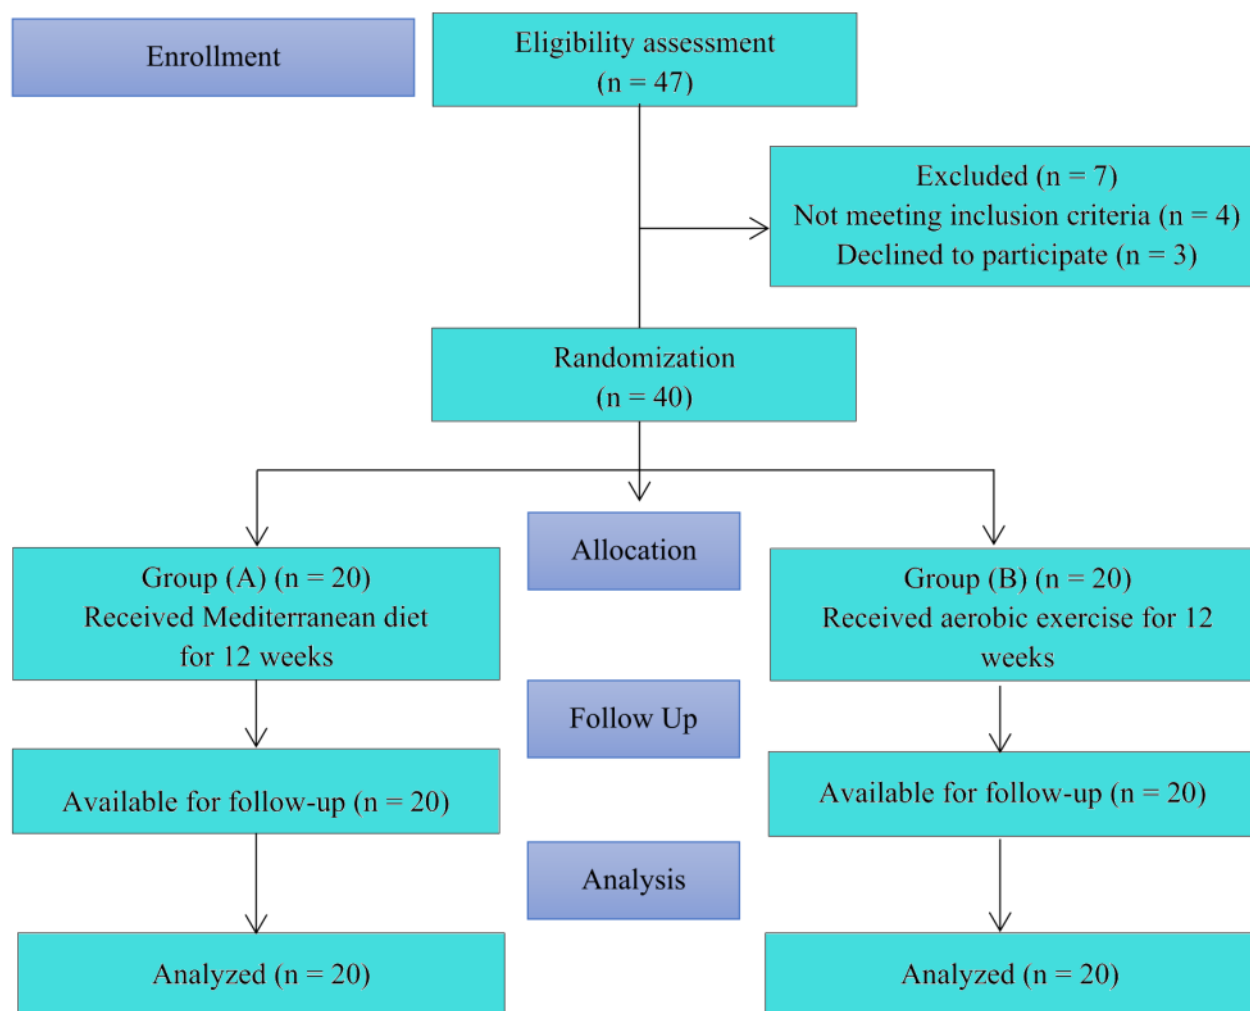 Enrollment
Eligibility assessment
(n = 47)
Excluded (n = 7)
Not meeting inclusion criteria (n = 4)
Declined to participate (n = 3)
Randomization
(n = 40)
Allocation
Group (A) (n = 20)
Received Mediterranean diet
for 12 weeks
Group (B) (n = 20)
Received aerobic exercise for 12
weeks
Follow Up
Available for follow-up (n = 20)
Available for follow-up (n = 20)
Analysis
Analyzed (n = 20)
Analyzed (n = 20)